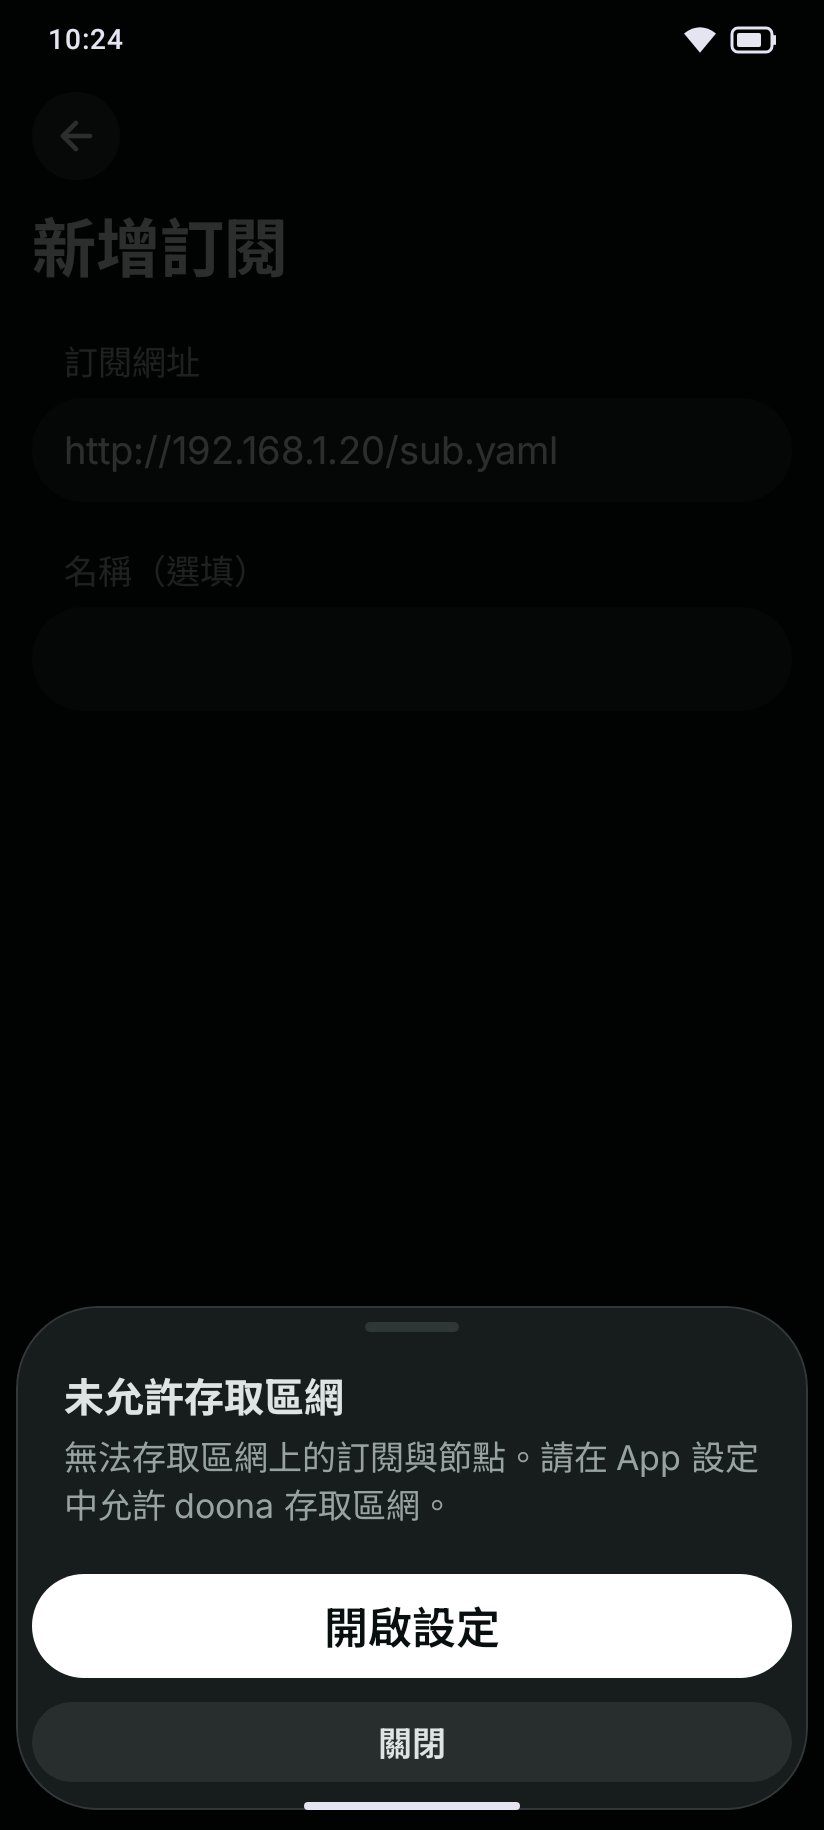 10:24
新增訂閱
訂閱網址
http://192.168.1.20/sub.yaml
名稱（選填）
未允許存取區網
無法存取區網上的訂閱與節點。請在 App 設定
中允許 doona 存取區網。
開啟設定
關閉